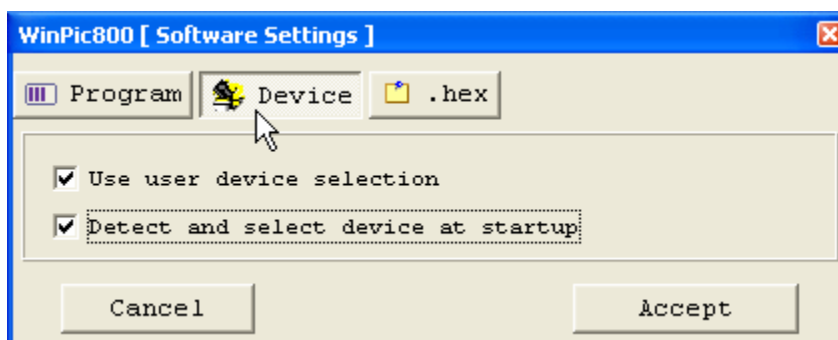 WinPic800 [ Software Settings ]
Program Device .hex
Use user device selection
Detect and select device at startup
Cancel Accept